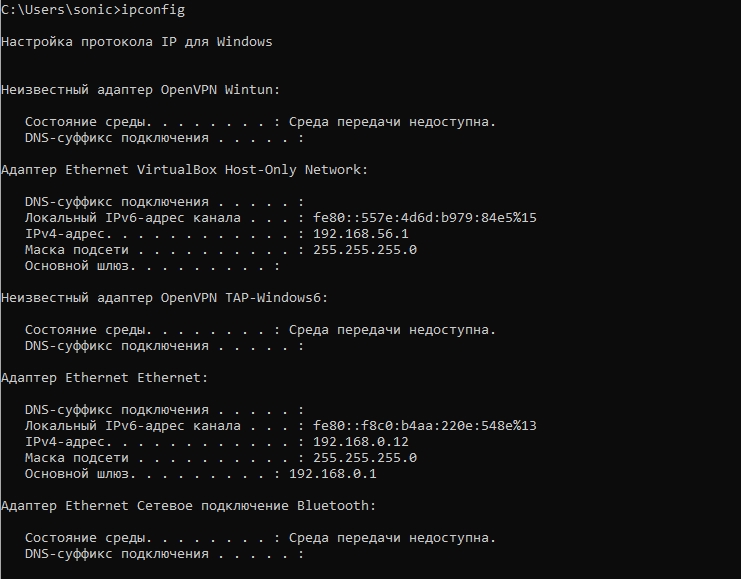 C:\Users\sonic>ipconfig
Настройка протокола IP для Windows
Неизвестный адаптер OpenVPN Wintun:
Состояние среды. . . . . . . . : Среда передачи недоступна.
DNS-суффикс подключения . . . . . :
Адаптер Ethernet VirtualBox Host-Only Network:
DNS-суффикс подключения . . . . . :
Локальный IPv6-адрес канала . . . : fe80::557e:4d6d:b979:84e5%15
IPv4-адрес. . . . . . . . . . . . : 192.168.56.1
Маска подсети . . . . . . . . . . : 255.255.255.0
Основной шлюз. . . . . . . . . :
Неизвестный адаптер OpenVPN TAP-Windows6:
Состояние среды. . . . . . . . : Среда передачи недоступна.
DNS-суффикс подключения . . . . . :
Адаптер Ethernet Ethernet:
DNS-суффикс подключения . . . . . :
Локальный IPv6-адрес канала . . . : fe80::f8c0:b4aa:220e:548e%13
IPv4-адрес. . . . . . . . . . . . : 192.168.0.12
Маска подсети . . . . . . . . . . : 255.255.255.0
Основной шлюз. . . . . . . . . : 192.168.0.1
Адаптер Ethernet Сетевое подключение Bluetooth:
Состояние среды. . . . . . . . : Среда передачи недоступна.
DNS-суффикс подключения . . . . . :